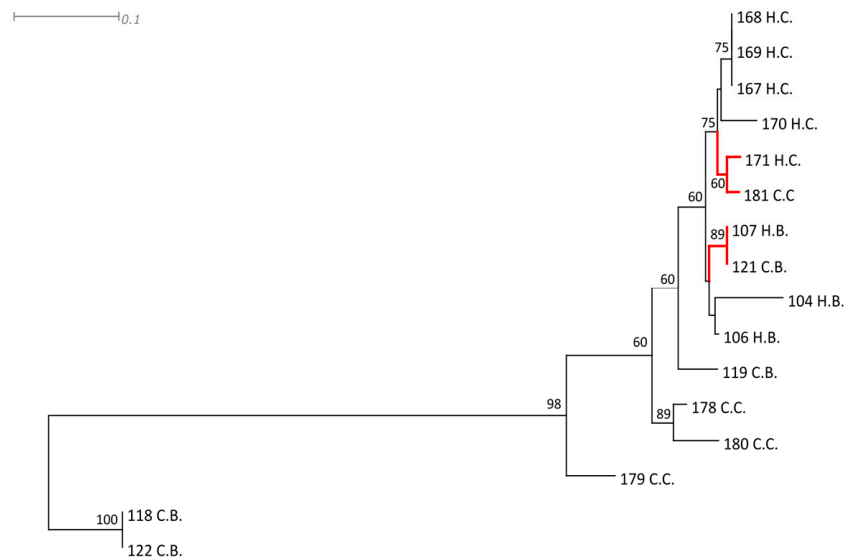 0.1
168 H.C.
75
169 H.C.
167 H.C.
75
170 H.C.
171 H.C.
60
181 C.C
60
89
107 H.B.
121 C.B.
60
104 H.B.
106 H.B.
60
119 C.B.
98
178 C.C.
89
180 C.C.
179 C.C.
100
118 C.B.
122 C.B.